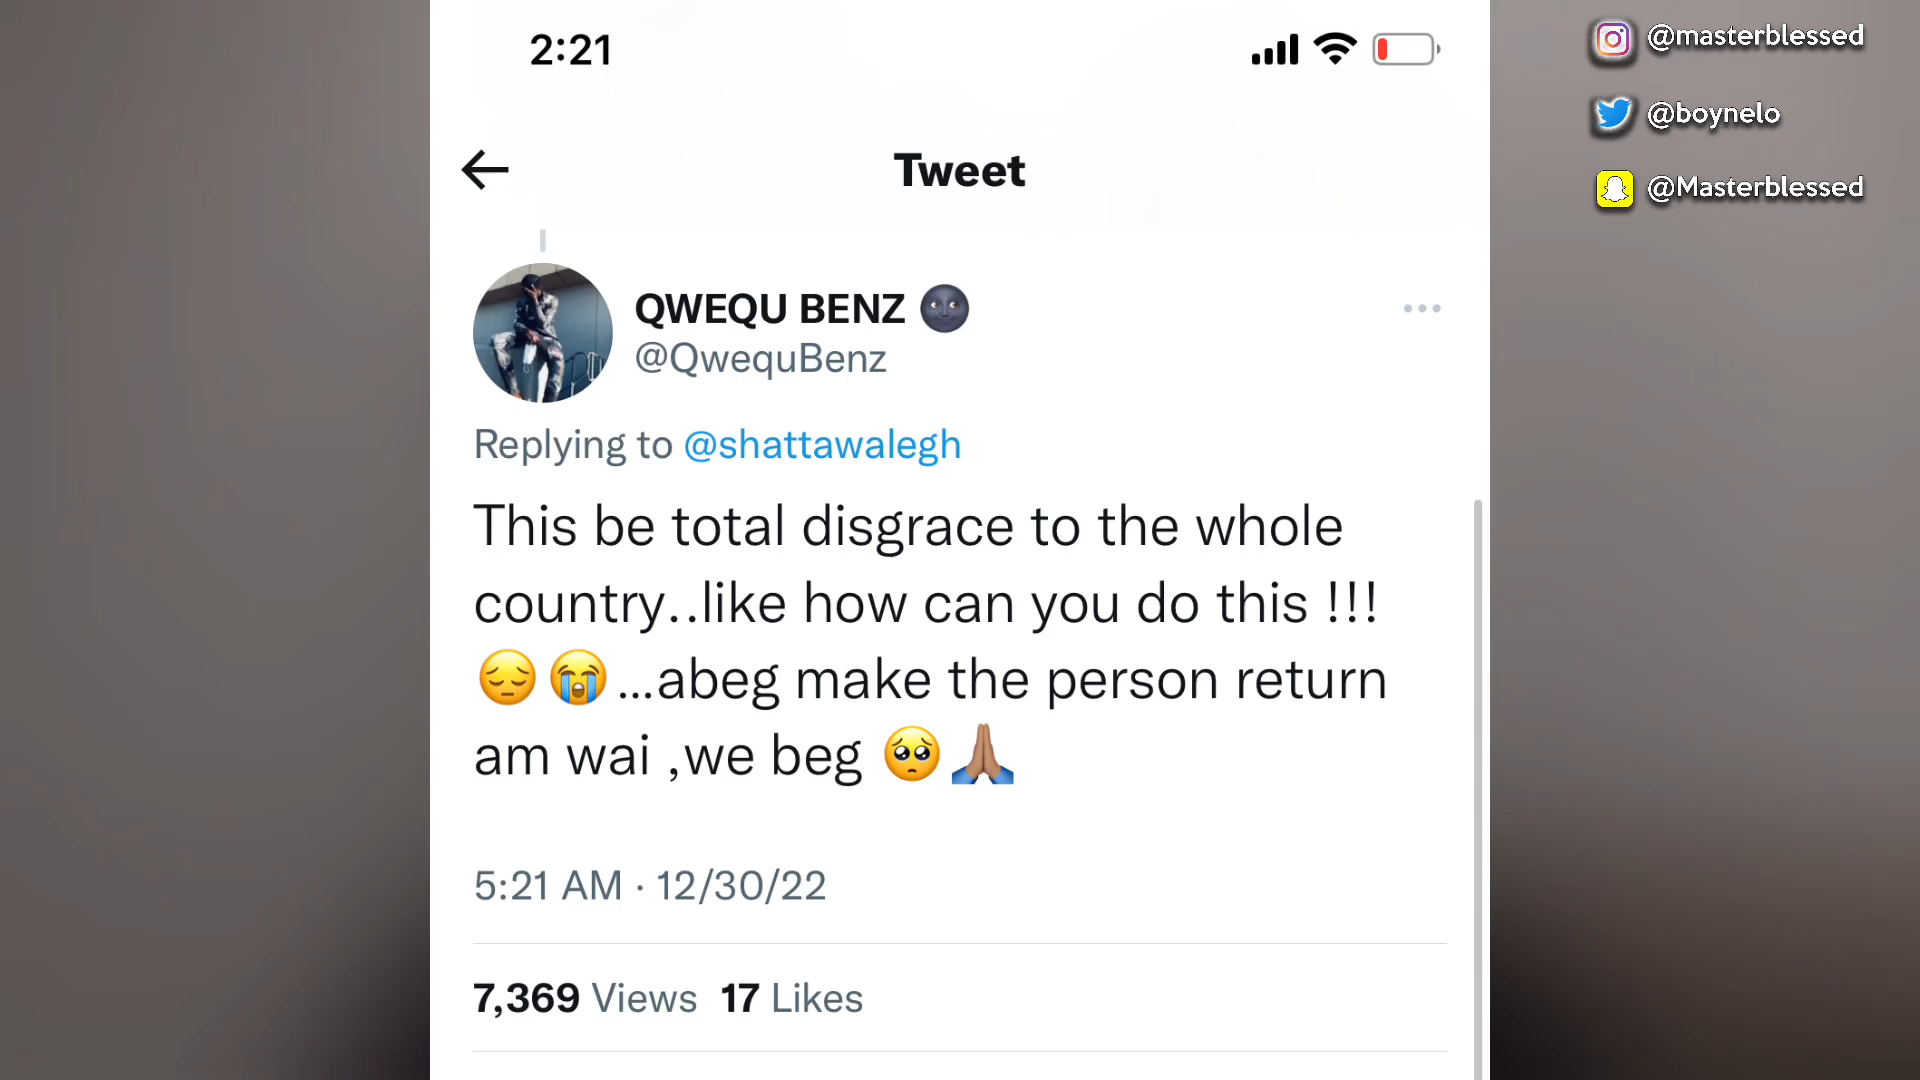 2:21
@masterblessed
@boynelo
@Masterblessed
Tweet
QWEQU BENZ 🌚
@QwequBenz
Replying to @shattawalegh
This be total disgrace to the whole
country..like how can you do this !!!
😔😭...abeg make the person return
am wai ,we beg 🥺🙏🏽
5:21 AM · 12/30/22
7,369 Views 17 Likes